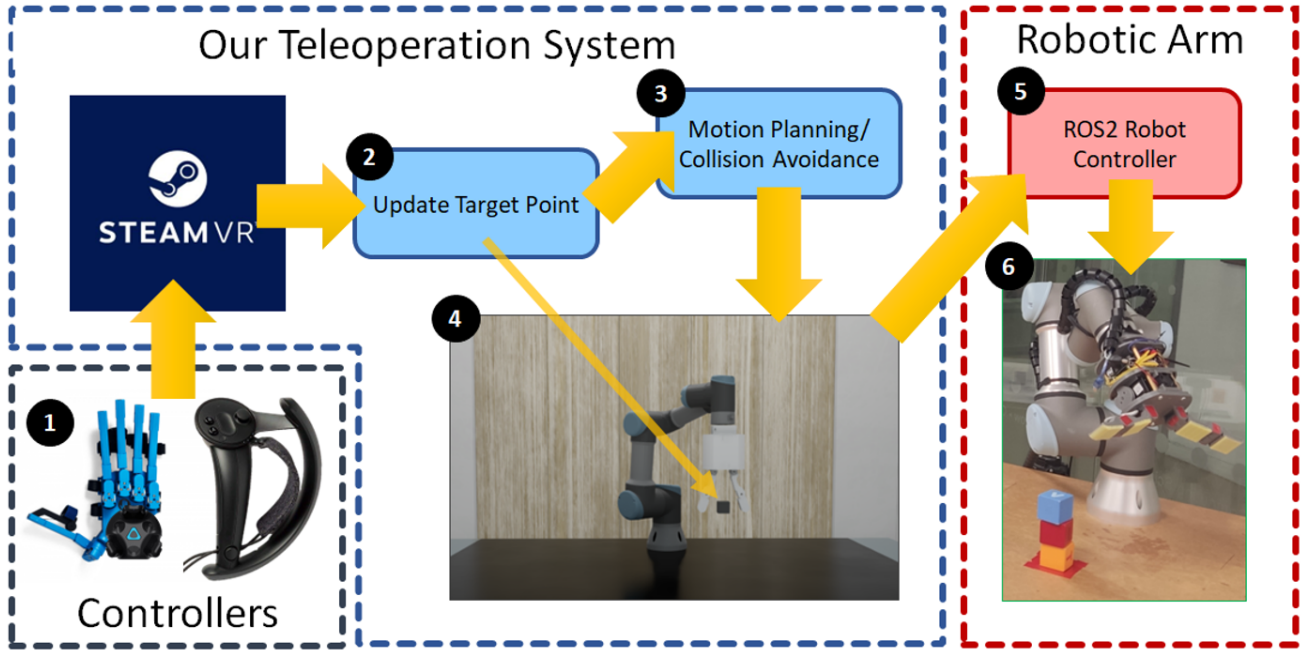 Our Teleoperation System
Robotic Arm
STEAMVR
1
Controllers
2
Update Target Point
3
Motion Planning/
Collision Avoidance
4
5
ROS2 Robot
Controller
6